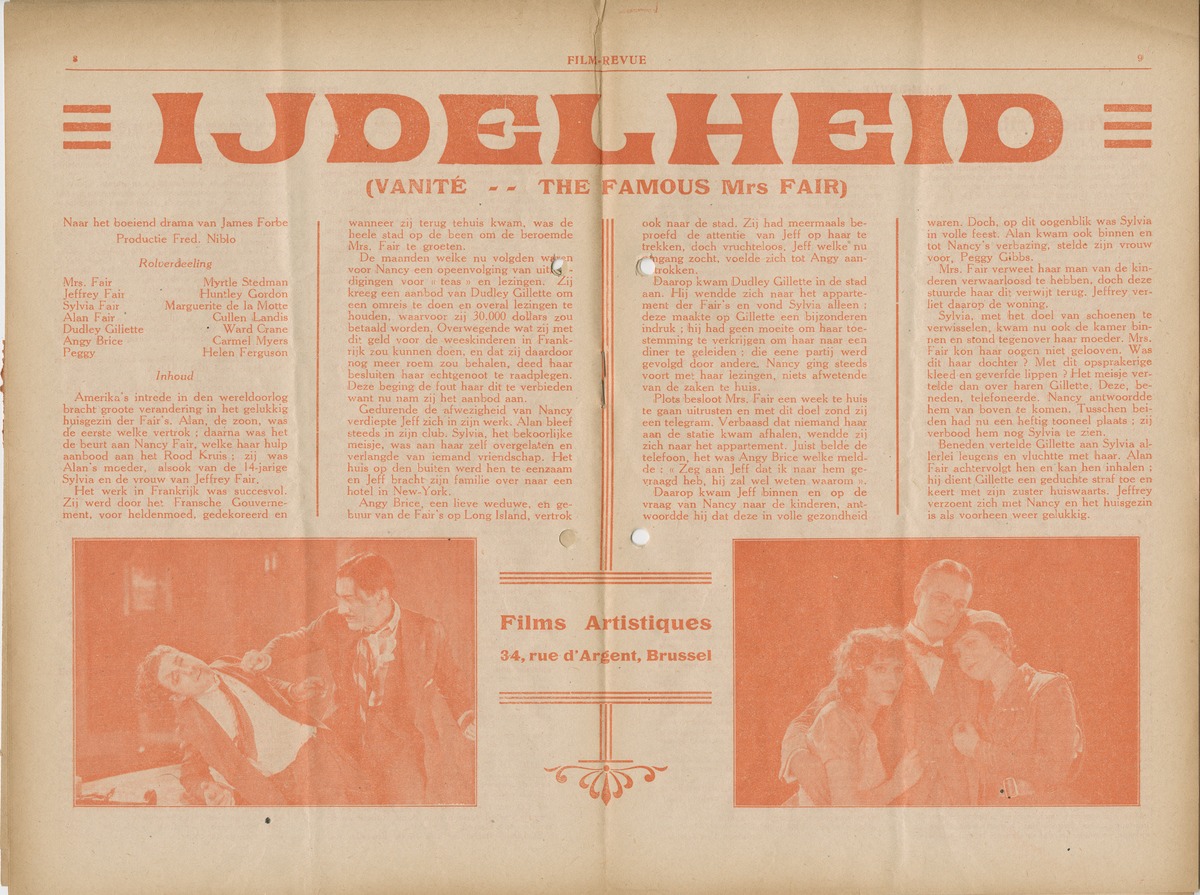 8
FILM-REVUE
9
IJDELHEID
(VANITÉ -- THE FAMOUS Mrs FAIR)
Naar het boeiend drama van James Forbe
Productie Fred. Niblo
Rolverdeeling
Mrs. Fair Myrtle Stedman
Jeffrey Fair Huntley Gordon
Sylvia Fair Marguerite de la Motte
Alan Fair Cullen Landis
Dudley Gillette Ward Crane
Angy Brice Carmel Myers
Peggy Helen Ferguson
Inhoud
Amerika's intrede in den wereldoorlog
bracht groote verandering in het gelukkig
huisgezin der Fair's. Alan, de zoon, was
de eerste welke vertrok ; daarna was het
de beurt aan Nancy Fair, welke haar hulp
aanbood aan het Rood Kruis ; zij was
Alan's moeder, alsook van de 14-jarige
Sylvia en de vrouw van Jeffrey Fair.
Het werk in Frankrijk was succesvol.
Zij werd door het Fransche Gouverne-
ment, voor heldenmoed, gedekoreerd en
wanneer zij terug tehuis kwam, was de
heele stad op de been om de beroemde
Mrs. Fair te groeten.
De maanden welke nu volgden waren
voor Nancy een opeenvolging van
digingen voor « teas » en lezingen. Zij
kreeg een aanbod van Dudley Gillette om
een omreis te doen en overal lezingen te
houden, waarvoor zij 30.000 dollars zou
betaald worden. Overwegende wat zij met
dit geld voor de weeskinderen in Frank-
rijk zou kunnen doen, en dat zij daardoor
nog meer roem zou behalen, deed haar
besluiten haar echtgenoot te raadplegen.
Deze beging de fout haar dit te verbieden
want nu nam zij het aanbod aan.
Gedurende de afwezigheid van Nancy
verdiepte Jeff zich in zijn werk. Alan bleef
steeds in zijn club. Sylvia, het bekoorlijke
meisje, was aan haar zelf overgelaten en
verlangde van iemand vriendschap. Het
huis op den buiten werd hen te eenzaam
en Jeff bracht zijn familie over naar een
hotel in New-York.
Angy Brice, een lieve weduwe, en ge-
buur van de Fair's op Long Island, vertrok
ook naar de stad. Zij had meermaals be-
proefd de attentie van Jeff op haar te
trekken, doch vruchteloos. Jeff welke nu
omgang zocht, voelde zich tot Angy aan-
getrokken.
Daarop kwam Dudley Gillette in de stad
aan. Hij wendde zich naar het apparte-
ment der Fair's en vond Sylvia alleen ;
deze maakte op Gillette een bijzonderen
indruk ; hij had geen moeite om haar toe-
stemming te verkrijgen om haar naar een
diner te geleiden ; die eene partij werd
gevolgd door andere. Nancy ging steeds
voort met haar lezingen, niets afwetende
van de zaken te huis.
Plots besloot Mrs. Fair een week te huis
te gaan uitrusten en met dit doel zond zij
een telegram. Verbaasd dat niemand haar
aan de statie kwam afhalen, wendde zij
zich naar het appartement. Juist belde de
telefoon, het was Angy Brice welke meld-
de : « Zeg aan Jeff dat ik naar hem ge-
vraagd heb, hij zal wel weten waarom ».
Daarop kwam Jeff binnen en op de
vraag van Nancy naar de kinderen, ant-
woordde hij dat deze in volle gezondheid
waren. Doch, op dit oogenblik was Sylvia
in volle feest. Alan kwam ook binnen en
tot Nancy's verbazing, stelde zijn vrouw
voor, Peggy Gibbs.
Mrs. Fair verweet haar man van de kin-
deren verwaarloosd te hebben, doch deze
stuurde haar dit verwijt terug. Jeffrey ver-
liet daarop de woning.
Sylvia, met het doel van schoenen te
verwisselen, kwam nu ook de kamer bin-
nen en stond tegenover haar moeder. Mrs.
Fair kon haar oogen niet gelooven. Was
dit haar dochter ? Met dit opsprakerige
kleed en geverfde lippen ? Het meisje ver-
telde dan over haren Gillette. Deze, be-
neden, telefoneerde. Nancy antwoordde
hem van boven te komen. Tusschen bei-
den had nu een heftig tooneel plaats ; zij
verbood hem nog Sylvia te zien.
Beneden vertelde Gillette aan Sylvia al-
lerlei leugens en vluchtte met haar. Alan
Fair achtervolgt hen en kan hen inhalen ;
hij dient Gillette een geduchte straf toe en
keert met zijn zuster huiswaarts. Jeffrey
verzoent zich met Nancy en het huisgezin
is als voorheen weer gelukkig.
Films Artistiques
34, rue d'Argent, Brussel